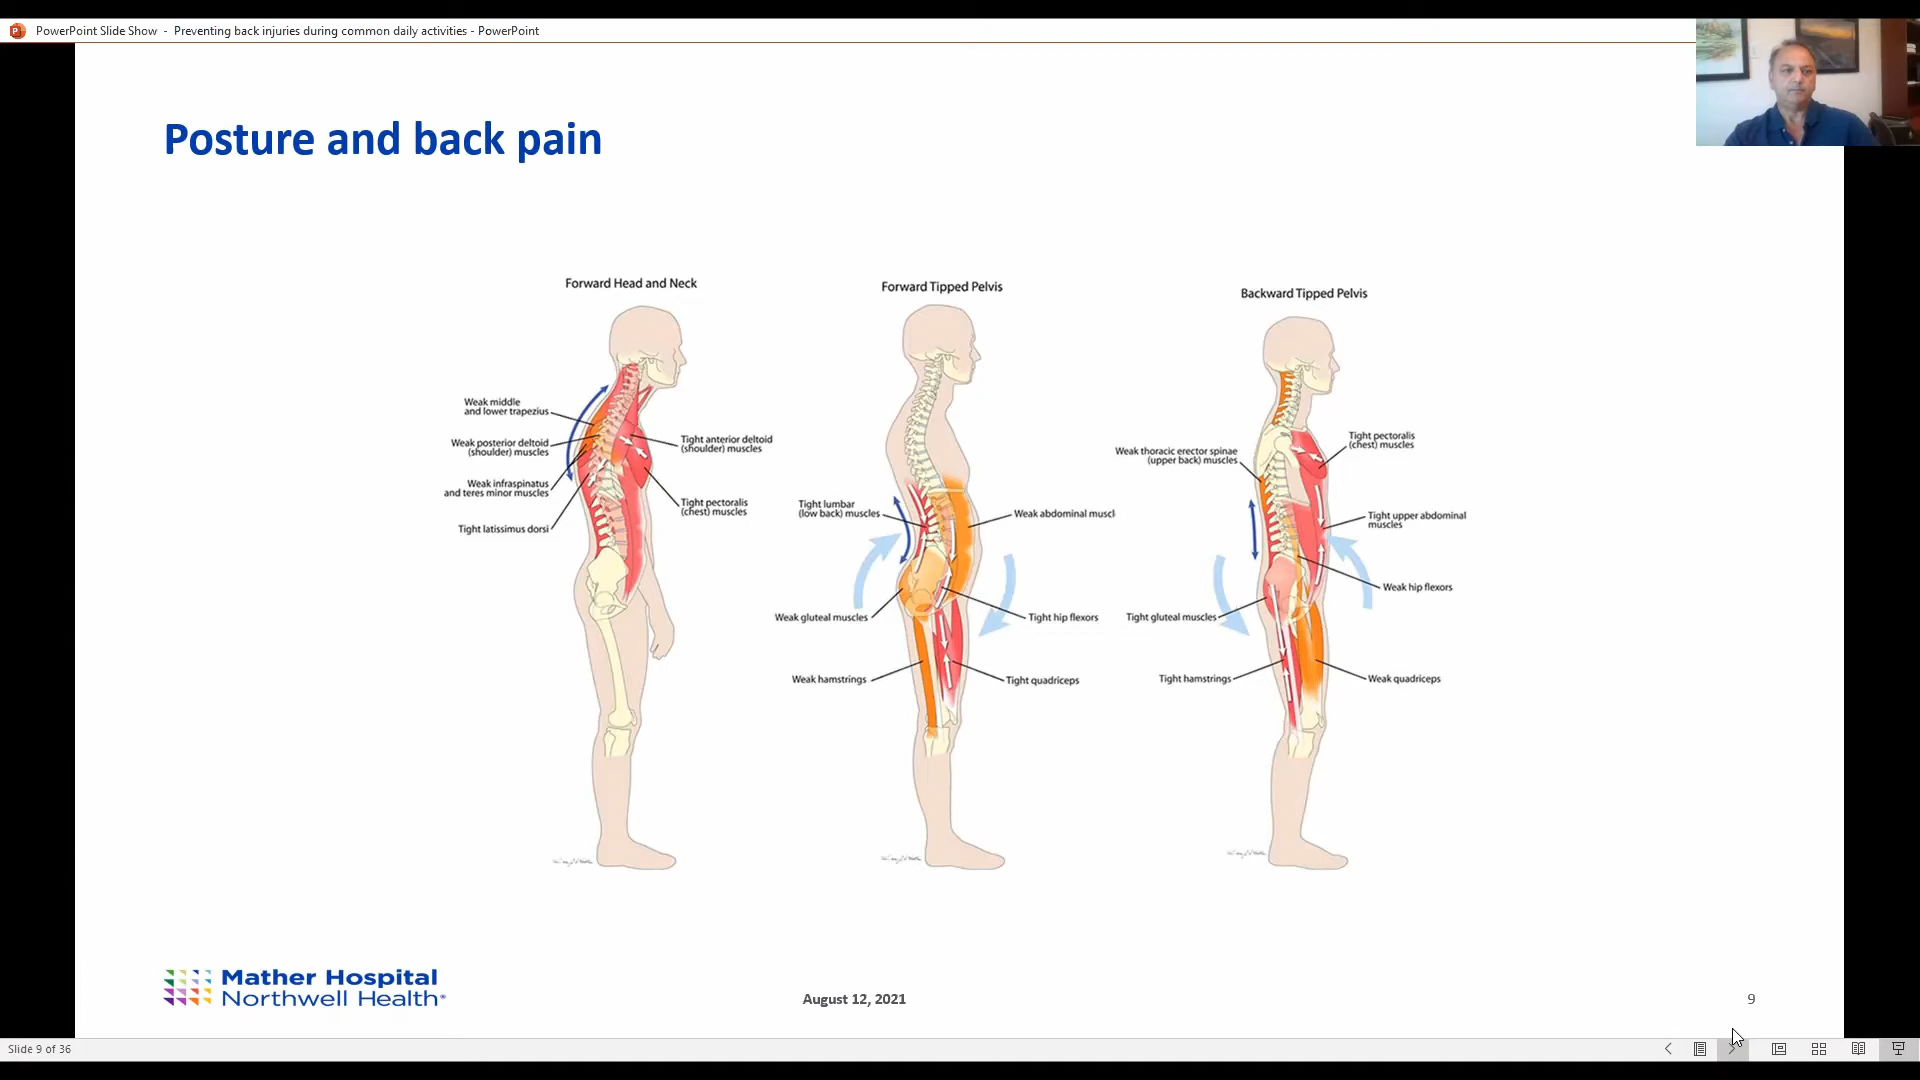 PowerPoint Slide Show - Preventing back injuries during common daily activities - PowerPoint
Posture and back pain
Forward Head and Neck
Weak middle
and lower trapezius
Weak posterior deltoid
(shoulder) muscles
Weak infraspinatus
and teres minor muscles
Tight latissimus dorsi
Tight anterior deltoid
(shoulder) muscles
Tight pectoralis
(chest) muscles
Forward Tipped Pelvis
Tight lumbar
(low back) muscles
Weak abdominal muscl
Weak gluteal muscles
Tight hip flexors
Weak hamstrings
Tight quadriceps
Backward Tipped Pelvis
Weak thoracic erector spinae
(upper back) muscles
Tight pectoralis
(chest) muscles
Tight upper abdominal
muscles
Weak hip flexors
Tight gluteal muscles
Tight hamstrings
Weak quadriceps
Mather Hospital
Northwell Health
August 12, 2021
9
Slide 9 of 36